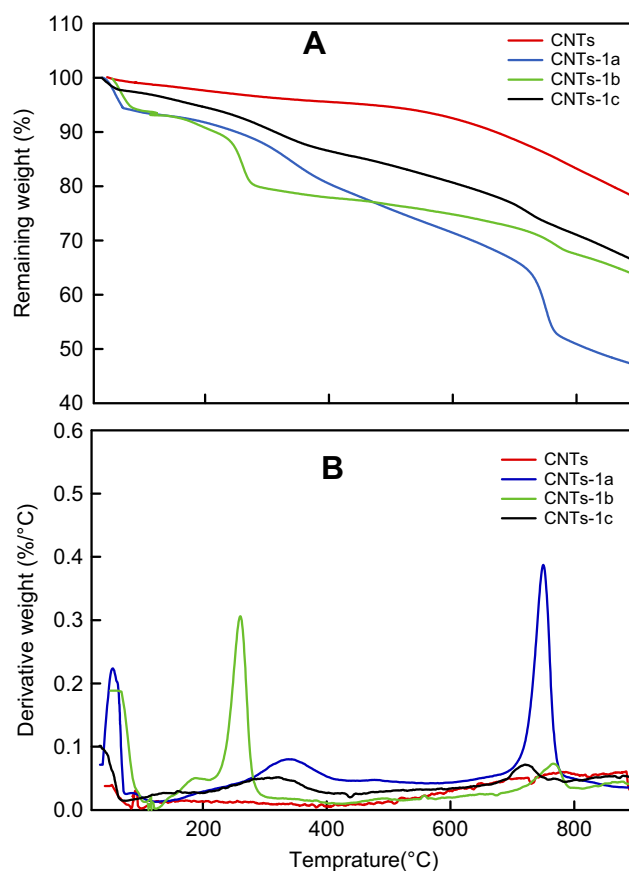 A
CNTs
CNTs-1a
CNTs-1b
CNTs-1c
110
100
90
80
70
60
50
40
Remaining weight (%)
200
400
600
800
B
CNTs
CNTs-1a
CNTs-1b
CNTs-1c
0.6
0.5
0.4
0.3
0.2
0.1
0.0
Derivative weight (%/°C)
200
400
600
800
Temprature(°C)